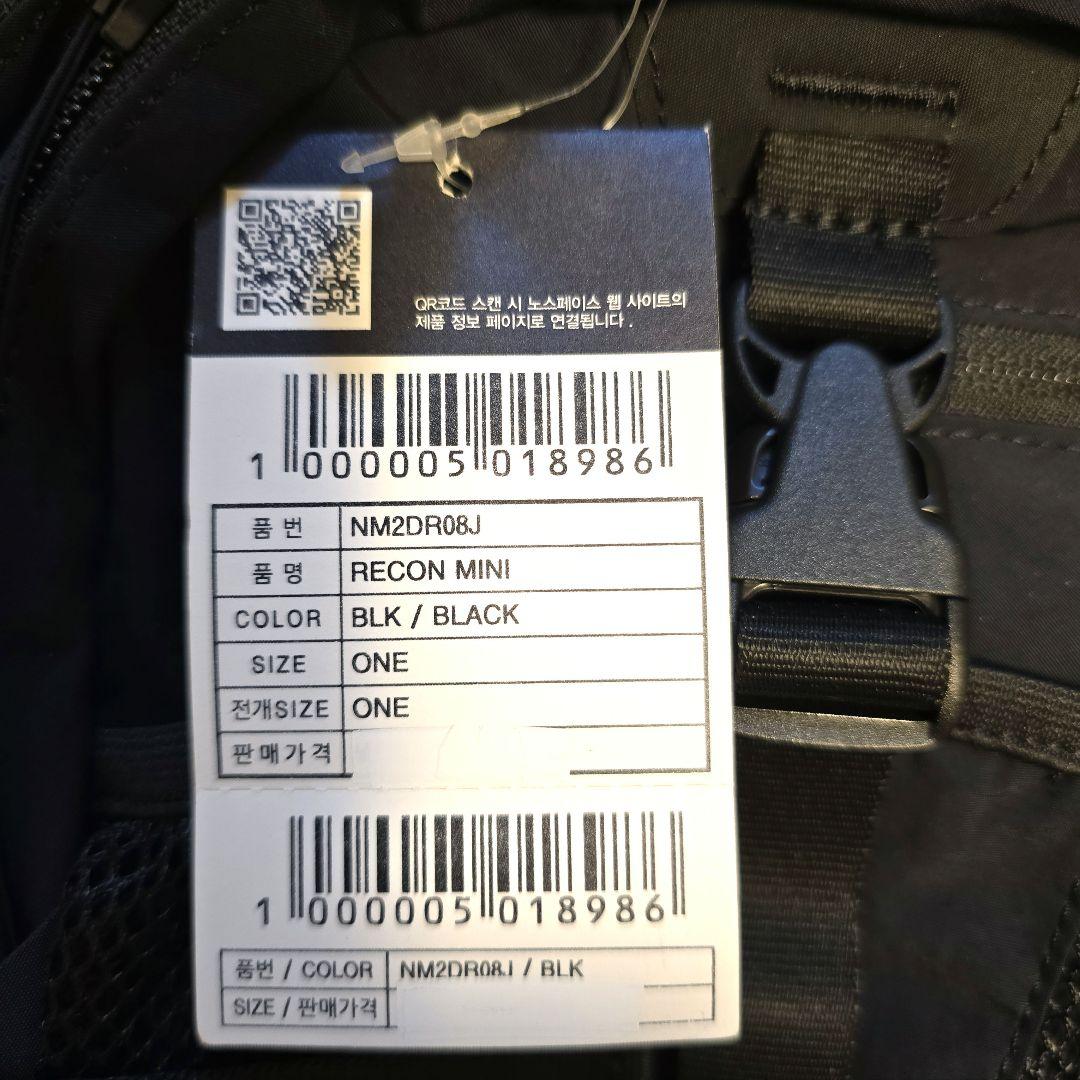 QR코드 스캔 시 노스페이스 웹 사이트의
제품 정보 페이지로 연결됩니다.
1 000005 018986
품 번 NM2DR08J
품 명 RECON MINI
COLOR BLK / BLACK
SIZE ONE
전개SIZE ONE
판매가격
1 000005 018986
품번 / COLOR NM2DR08J / BLK
SIZE / 판매가격